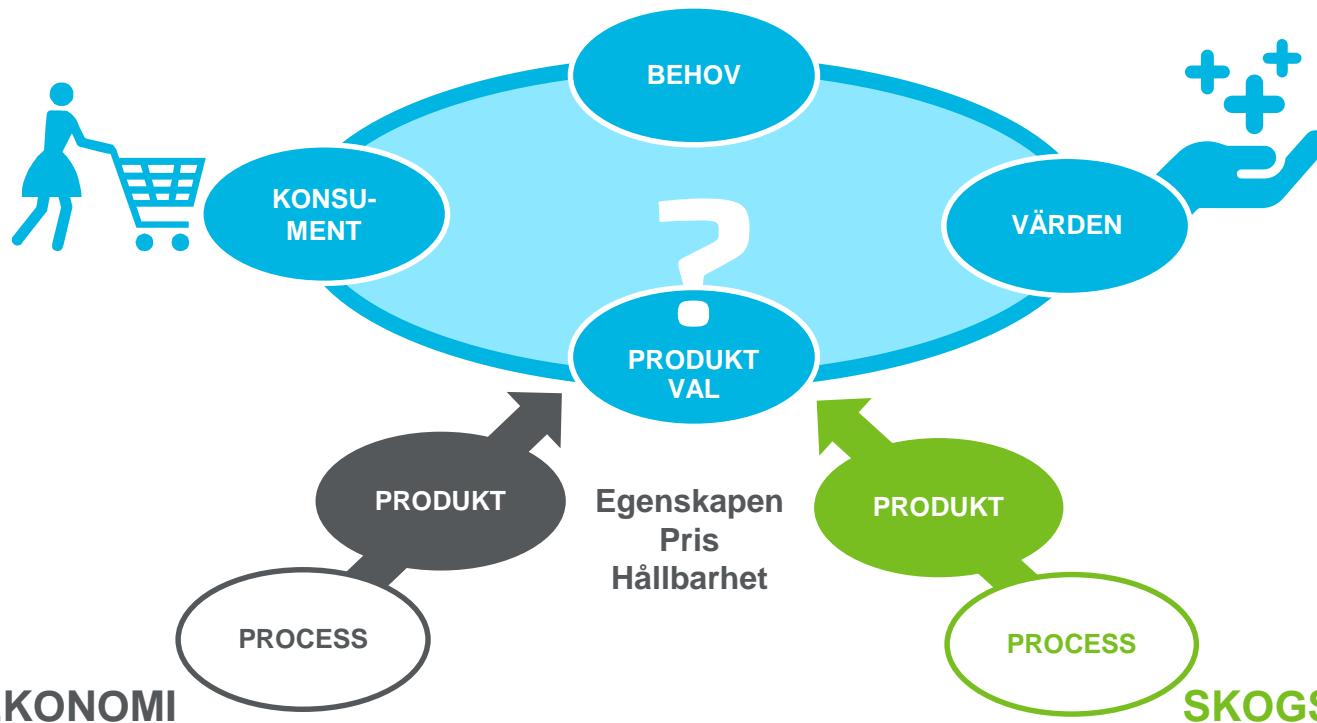 BEHOV
KONSU-
MENT
VÄRDEN
?
PRODUKT
VAL
PRODUKT
Egenskapen
Pris
Hållbarhet
PRODUKT
PROCESS
PROCESS
KONOMI
SKOGS